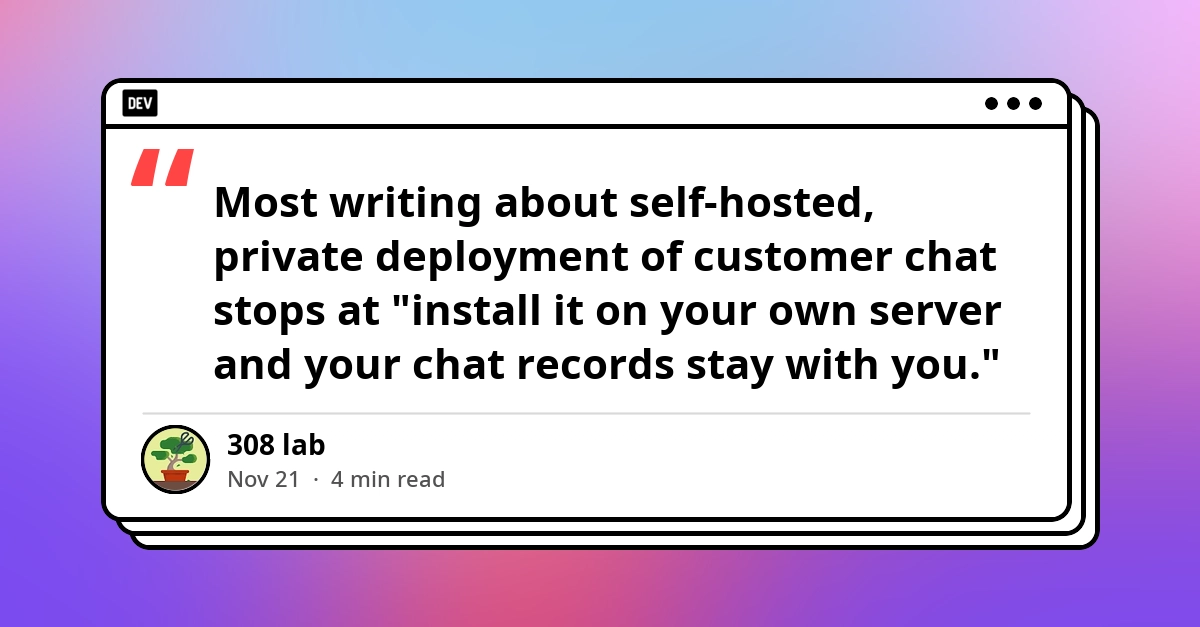 DEV
“
Most writing about self-hosted,
private deployment of customer chat
stops at "install it on your own server
and your chat records stay with you."
308 lab
Nov 21 · 4 min read